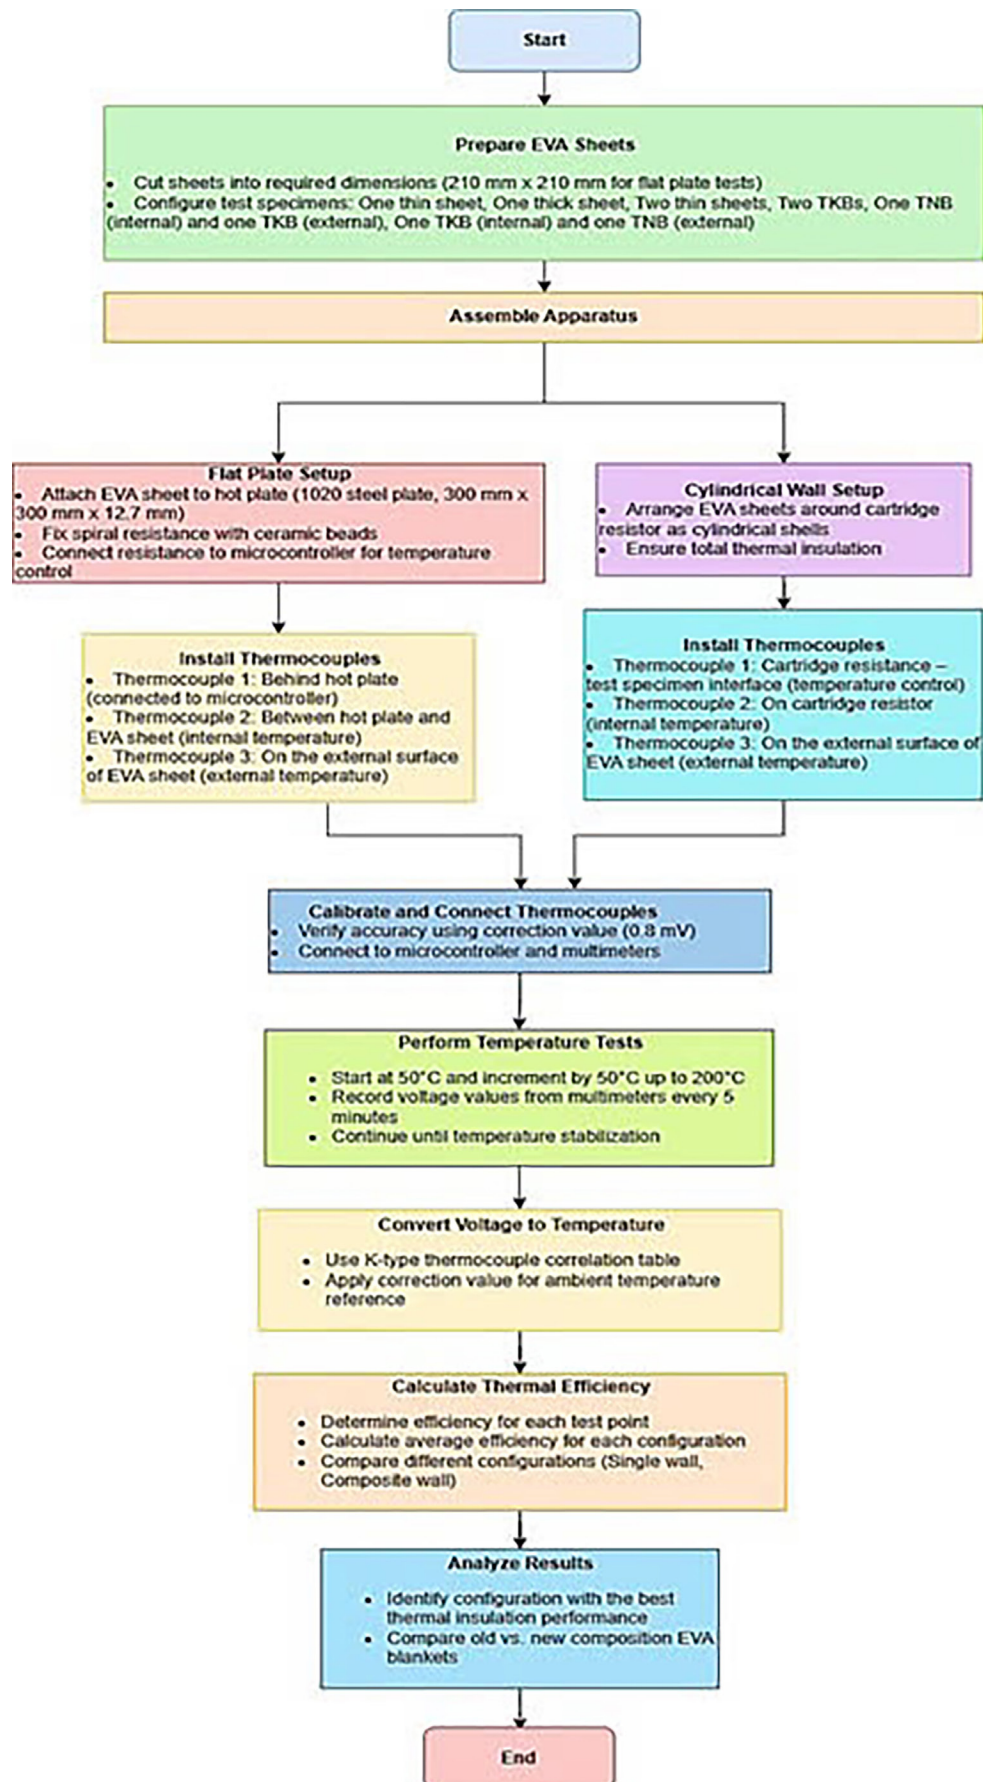 Start
Prepare EVA Sheets
• Cut sheets into required dimensions (210 mm x 210 mm for flat plate tests)
• Configure test specimens: One thin sheet, One thick sheet, Two thin sheets, Two TKBs, One TNB
(internal) and one TKB (external), One TKB (internal) and one TNB (external)
Assemble Apparatus
Flat Plate Setup
• Attach EVA sheet to hot plate (1020 steel plate, 300 mm x
300 mm x 12.7 mm)
• Fix spiral resistance with ceramic beads
• Connect resistance to microcontroller for temperature
control
Cylindrical Wall Setup
• Arrange EVA sheets around cartridge
resistor as cylindrical shells
• Ensure total thermal insulation
Install Thermocouples
• Thermocouple 1: Behind hot plate
(connected to microcontroller)
• Thermocouple 2: Between hot plate and
EVA sheet (internal temperature)
• Thermocouple 3: On the external surface
of EVA sheet (external temperature)
Install Thermocouples
• Thermocouple 1: Cartridge resistance –
test specimen interface (temperature control)
• Thermocouple 2: On cartridge resistor
(internal temperature)
• Thermocouple 3: On the external surface of
EVA sheet (external temperature)
Calibrate and Connect Thermocouples
• Verify accuracy using correction value (0.8 mV)
• Connect to microcontroller and multimeters
Perform Temperature Tests
• Start at 50°C and increment by 50°C up to 200°C
• Record voltage values from multimeters every 5
minutes
• Continue until temperature stabilization
Convert Voltage to Temperature
• Use K-type thermocouple correlation table
• Apply correction value for ambient temperature
reference
Calculate Thermal Efficiency
• Determine efficiency for each test point
• Calculate average efficiency for each configuration
• Compare different configurations (Single wall,
Composite wall)
Analyze Results
• Identify configuration with the best
thermal insulation performance
• Compare old vs. new composition EVA
blankets
End